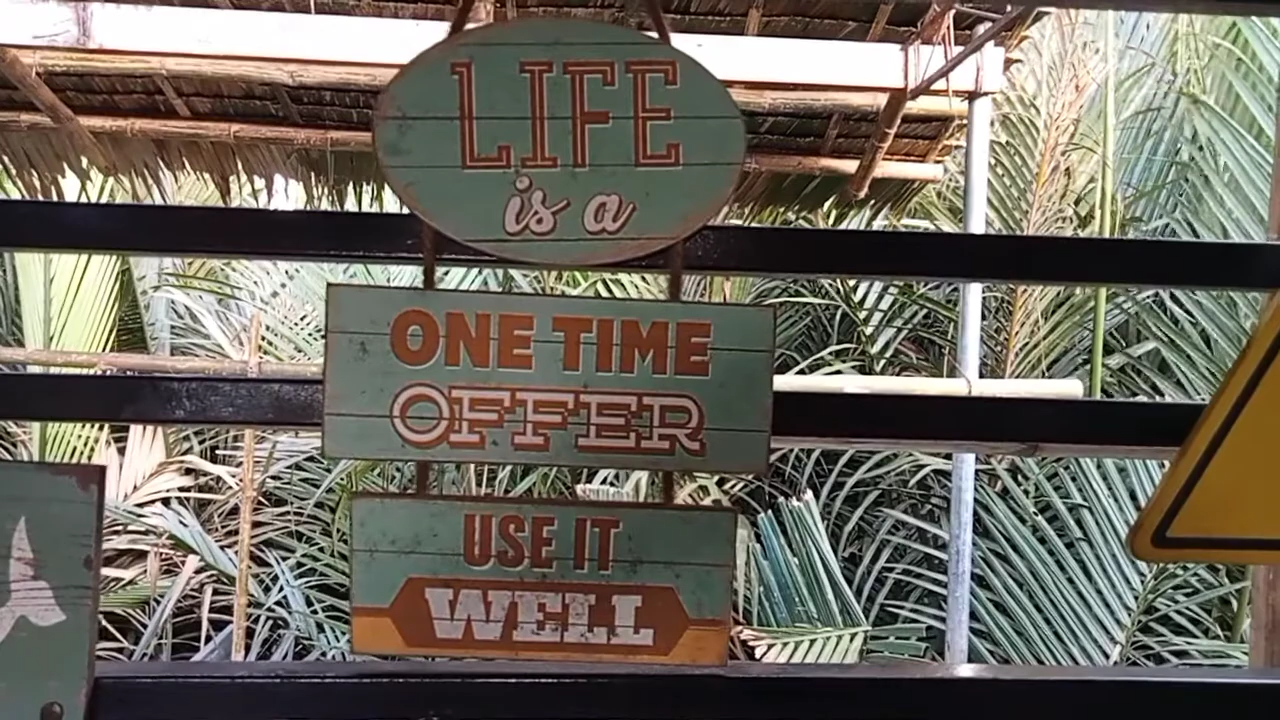 LIFE
is a
ONE TIME
OFFER
USE IT
WELL